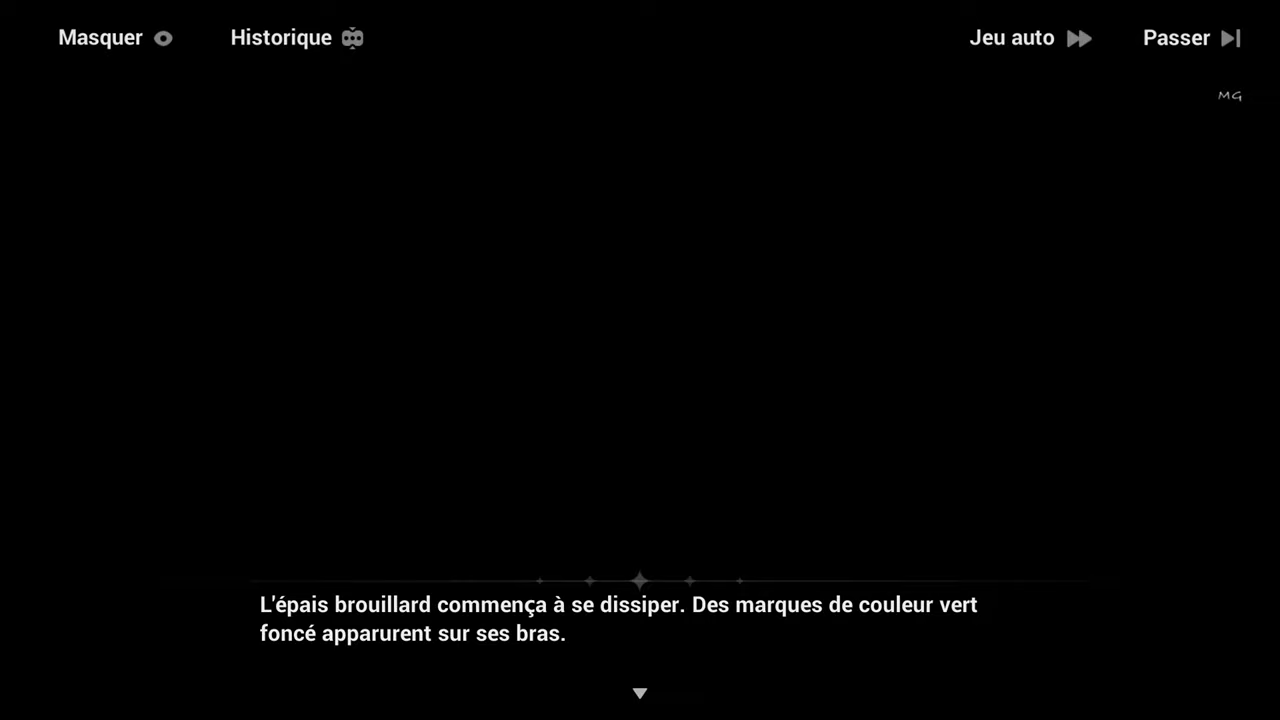 Masquer
Historique
Jeu auto
Passer
MG
L'épais brouillard commença à se dissiper. Des marques de couleur vert
foncé apparurent sur ses bras.